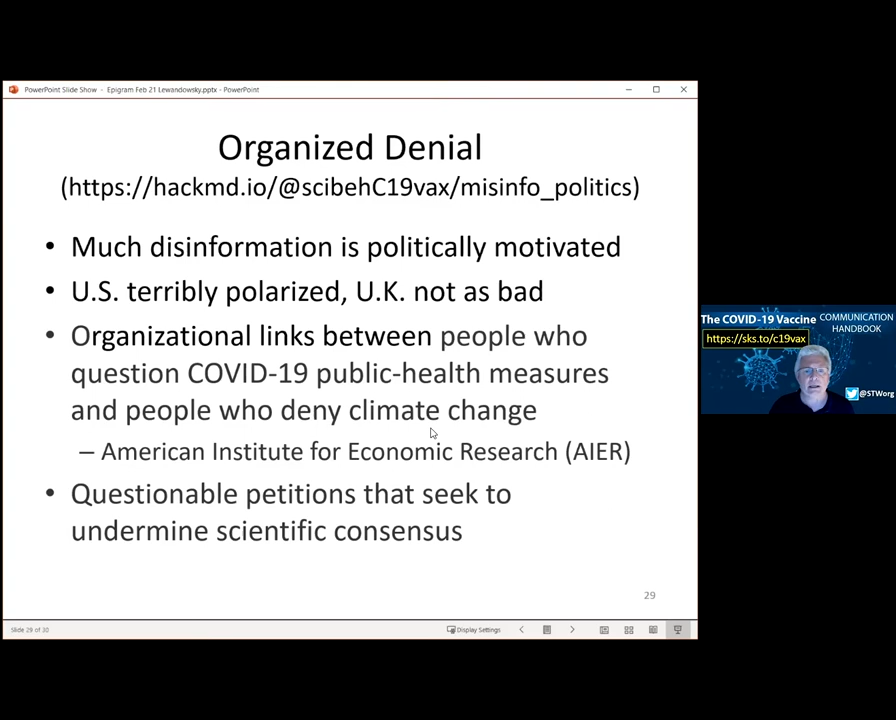 PowerPoint Slide Show - Epigram Feb 21 Lewandowsky.pptx - PowerPoint
Organized Denial
(https://hackmd.io/@scibehC19vax/misinfo_politics)
• Much disinformation is politically motivated
• U.S. terribly polarized, U.K. not as bad
• Organizational links between people who
question COVID-19 public-health measures
and people who deny climate change
– American Institute for Economic Research (AIER)
• Questionable petitions that seek to
undermine scientific consensus
29
Slide 29 of 30
Display Settings
The COVID-19 Vaccine
COMMUNICATION
HANDBOOK
https://sks.to/c19vax
@STWorg